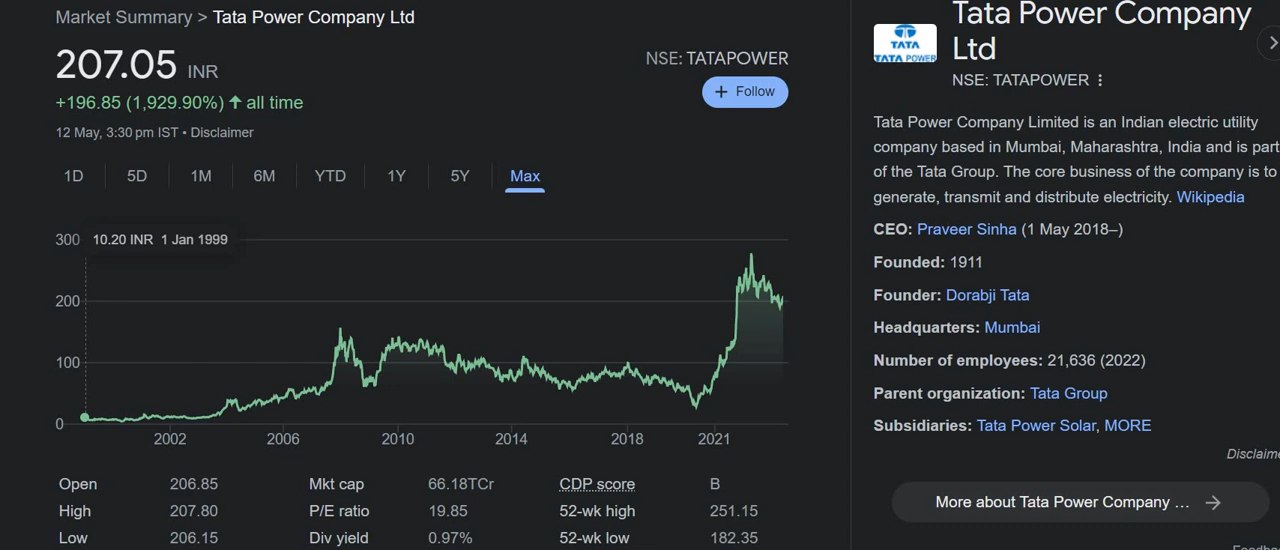 Market Summary > Tata Power Company Ltd
207.05 INR
+196.85 (1,929.90%) ↑ all time
12 May, 3:30 pm IST • Disclaimer
NSE: TATAPOWER
+ Follow
1D 5D 1M 6M YTD 1Y 5Y Max
10.20 INR 1 Jan 1999
300
200
100
0
2002 2006 2010 2014 2018 2021
Open 206.85 Mkt cap 66.18TCr CDP score B
High 207.80 P/E ratio 19.85 52-wk high 251.15
Low 206.15 Div yield 0.97% 52-wk low 182.35
TATA
TATA POWER
Tata Power Company
Ltd
NSE: TATAPOWER
Tata Power Company Limited is an Indian electric utility
company based in Mumbai, Maharashtra, India and is part
of the Tata Group. The core business of the company is to
generate, transmit and distribute electricity. Wikipedia
CEO: Praveer Sinha (1 May 2018–)
Founded: 1911
Founder: Dorabji Tata
Headquarters: Mumbai
Number of employees: 21,636 (2022)
Parent organization: Tata Group
Subsidiaries: Tata Power Solar, MORE
Disclaime
More about Tata Power Company ... →